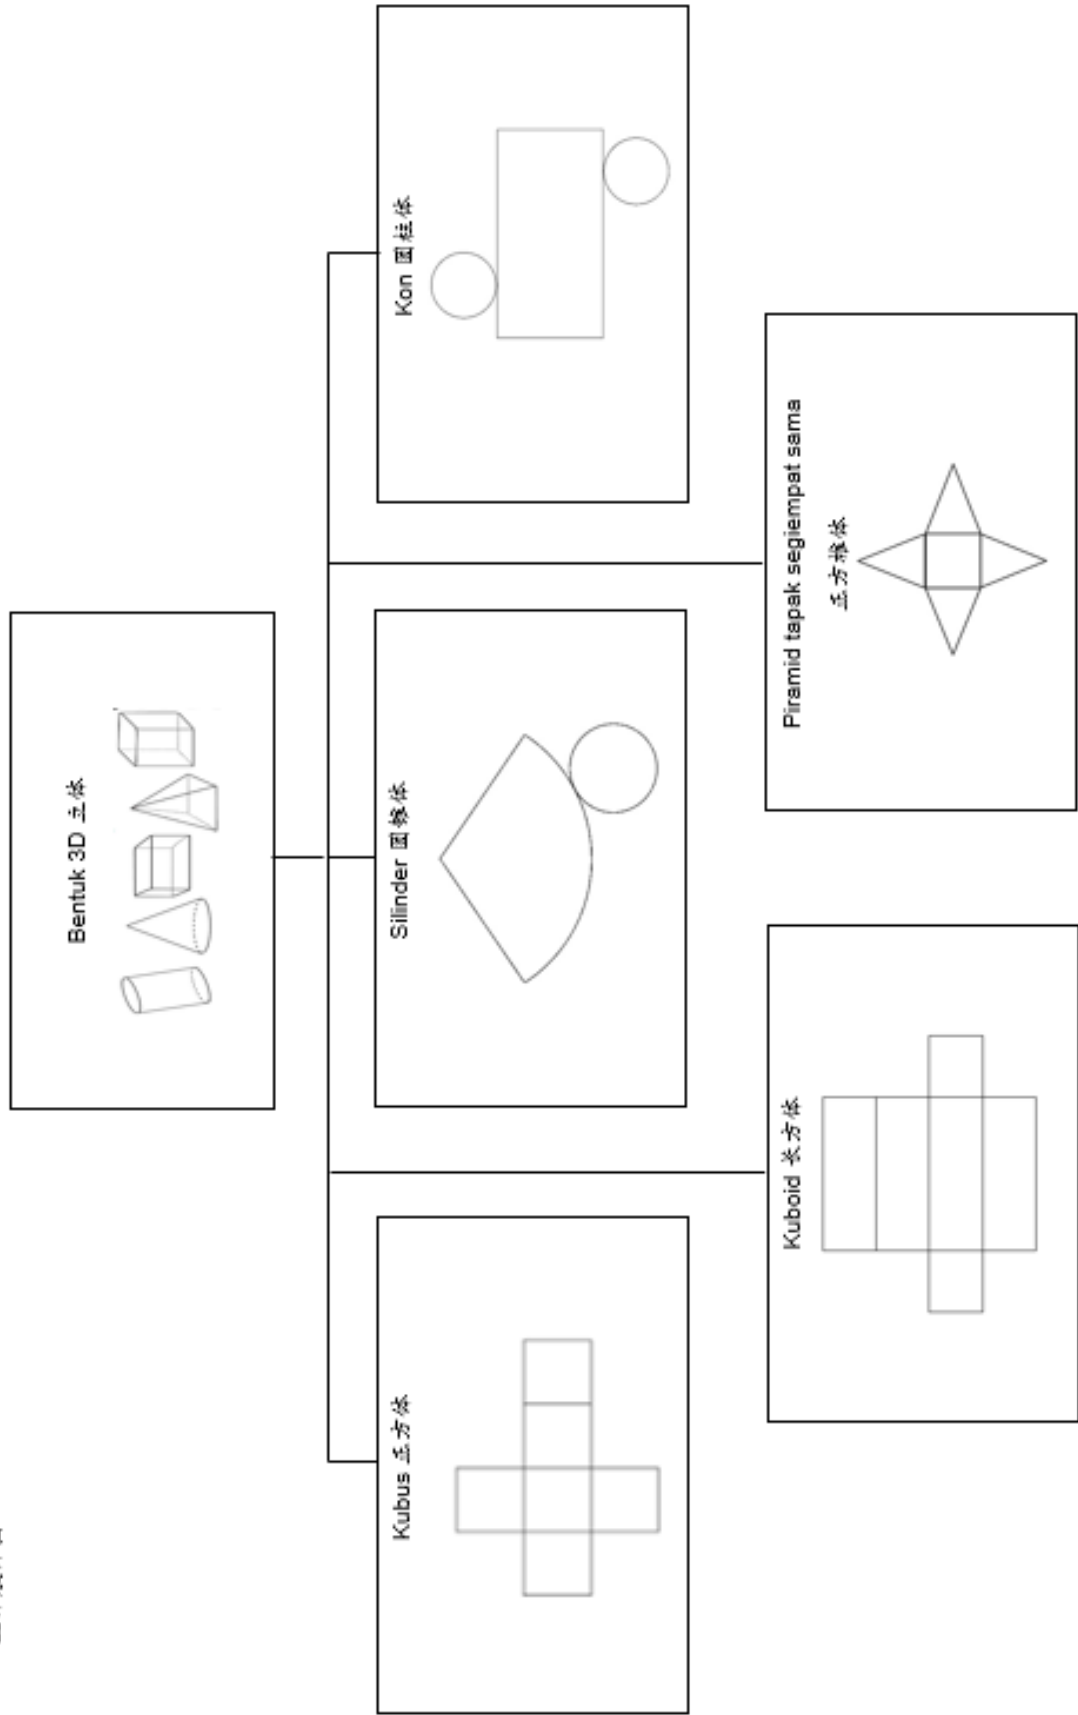 Bentuk 3D 立体
Kubus 正方体
Silinder 圆锥体
Kon 圆柱体
Kuboid 长方体
Piramid tapak segiempat sama
正方椎体